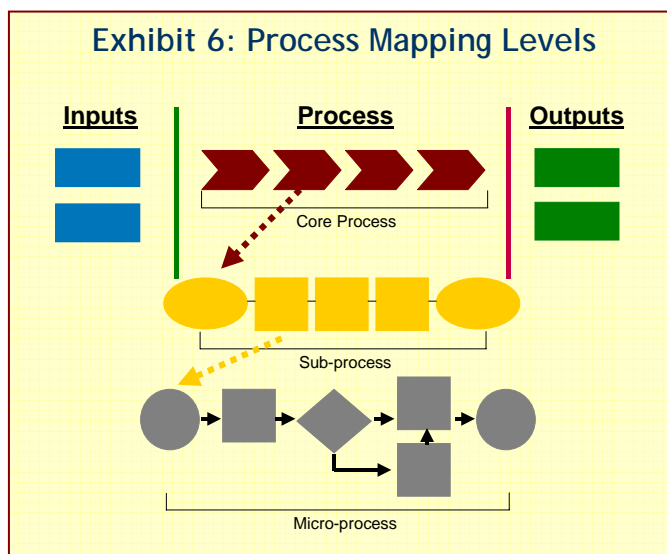 Exhibit 6: Process Mapping Levels
Inputs
Process
Outputs
Core Process
Sub-process
Micro-process